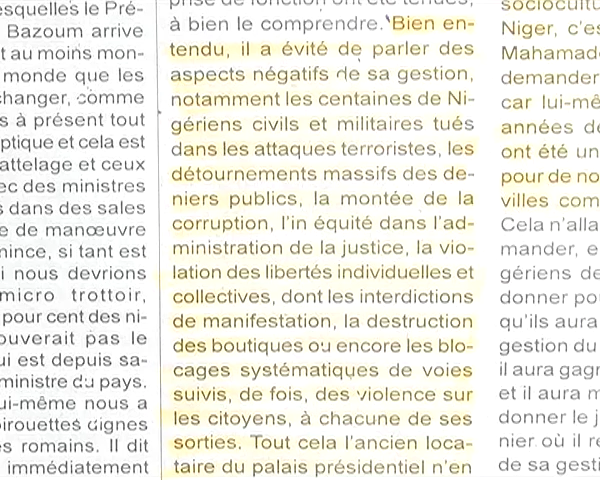 esquelles le Pré-
Bazoum arrive
t au moins mon-
monde que les
changer, comme
s à présent tout
ptique et cela est
attelage et ceux
ec des ministres
s dans des sales
e de manœuvre
mince, si tant est
i nous devrions
micro trottoir,
pour cent des ni-
ouverait pas le
ui est depuis sa-
ministre du pays.
ui-même nous a
pirouettes dignes
es romains. Il dit
immédiatement
à bien le comprendre. Bien en-
tendu, il a évité de parler des
aspects négatifs de sa gestion,
notamment les centaines de Ni-
gériens civils et militaires tués
dans les attaques terroristes, les
détournements massifs des de-
niers publics, la montée de la
corruption, l'in équité dans l'ad-
ministration de la justice, la vio-
lation des libertés individuelles et
collectives, dont les interdictions
de manifestation, la destruction
des boutiques ou encore les blo-
cages systématiques de voies
suivis, de fois, des violence sur
les citoyens, à chacune de ses
sorties. Tout cela l'ancien loca-
taire du palais présidentiel n'en
sociocultu
Niger, c'es
Mahamad
demander
car lui-mê
années de
ont été un
pour de no
villes com
Cela n'alla
mander, e
gériens de
donner po
qu'ils aura
gestion du
il aura gagn
et il aura m
donner le j
nier où il re
de sa gesti